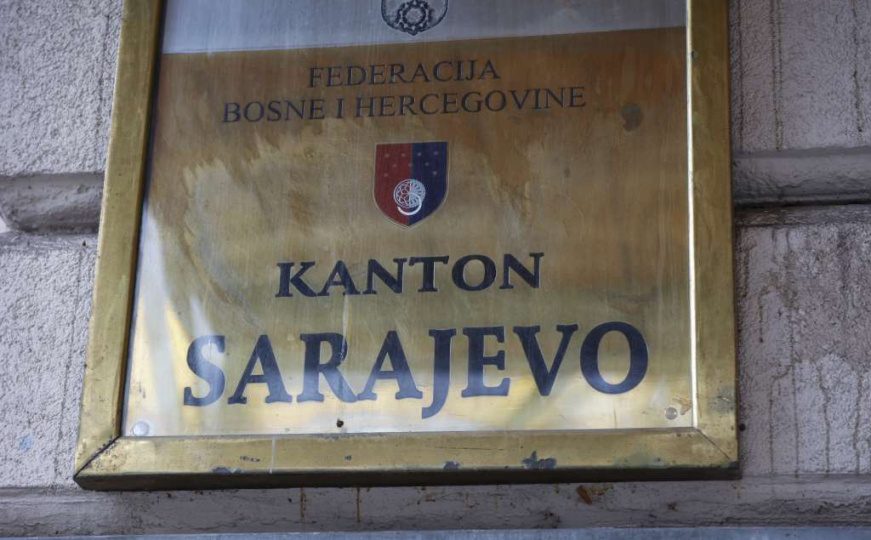 FEDERACIJA
BOSNE I HERCEGOVINE
KANTON
SARAJEVO